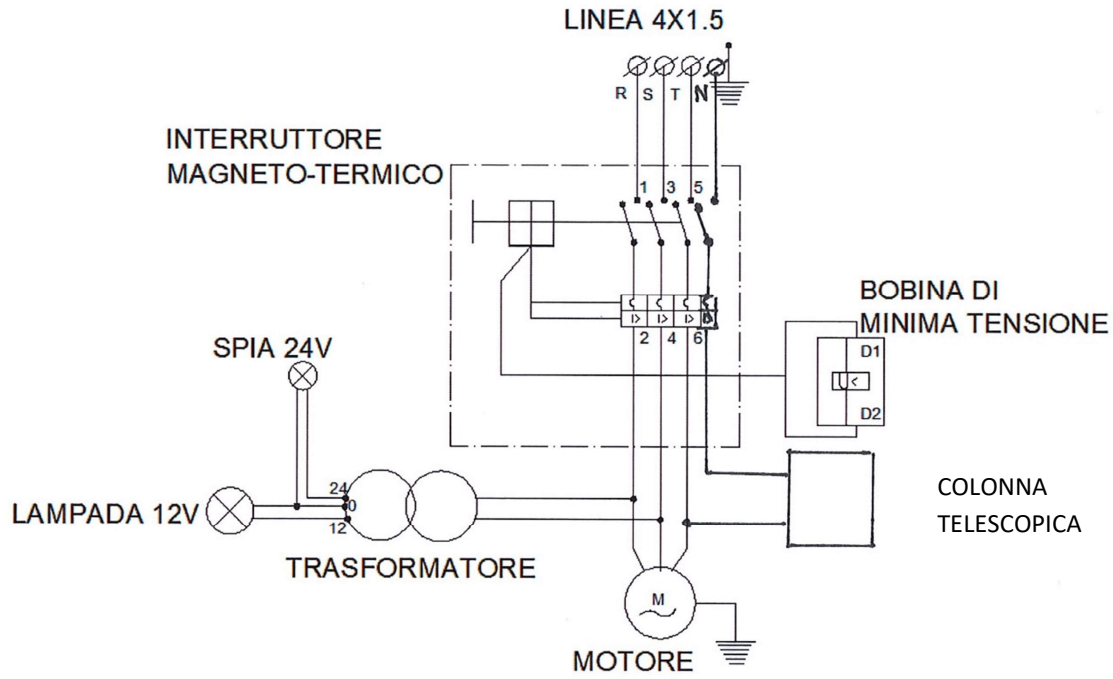 LINEA 4X1.5
R S T N
INTERRUTTORE
MAGNETO-TERMICO
1 3 5
2 4 6
BOBINA DI
MINIMA TENSIONE
D1
U<
D2
SPIA 24V
24
0
12
LAMPADA 12V
TRASFORMATORE
COLONNA
TELESCOPICA
M
MOTORE